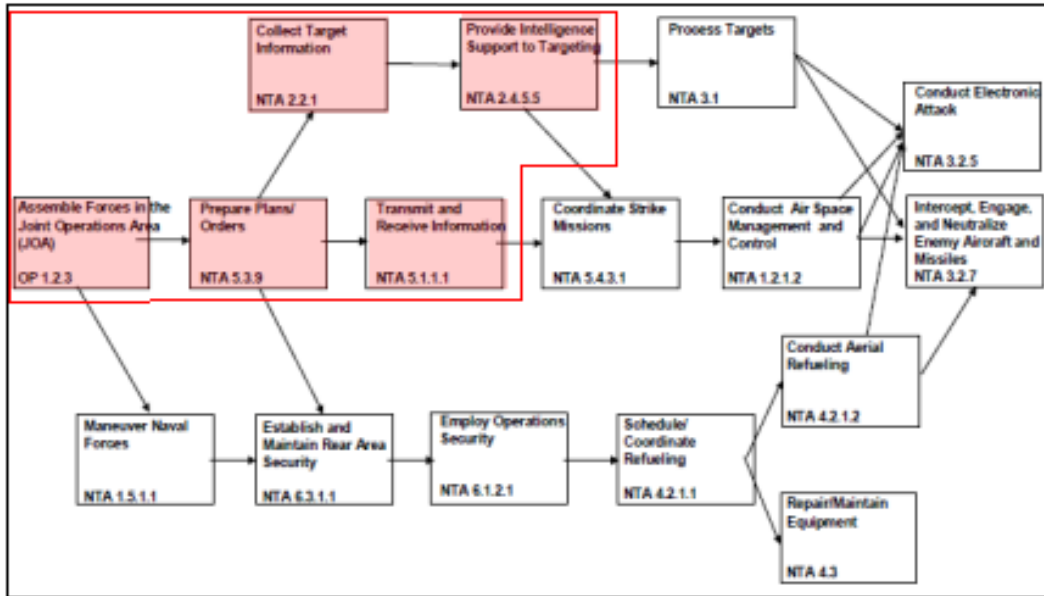 Collect Target
Information
NTA 2.2.1
Provide Intelligence
Support to Targeting
NTA 2.4.5.5
Process Targets
NTA 3.1
Conduct Electronic
Attack
NTA 3.2.5
Assemble Forces in the
Joint Operations Area
(JOA)
OP 1.2.3
Prepare Plans/
Orders
NTA 5.3.9
Transmit and
Receive Information
NTA 5.1.1.1
Coordinate Strike
Missions
NTA 5.4.3.1
Conduct Air Space
Management and
Control
NTA 1.2.1.2
Intercept, Engage,
and Neutralize
Enemy Aircraft and
Missiles
NTA 3.2.7
Conduct Aerial
Refueling
NTA 4.2.1.2
Maneuver Naval
Forces
NTA 1.5.1.1
Establish and
Maintain Rear Area
Security
NTA 6.3.1.1
Employ Operations
Security
NTA 6.1.2.1
Schedule/
Coordinate
Refueling
NTA 4.2.1.1
Repair/Maintain
Equipment
NTA 4.3